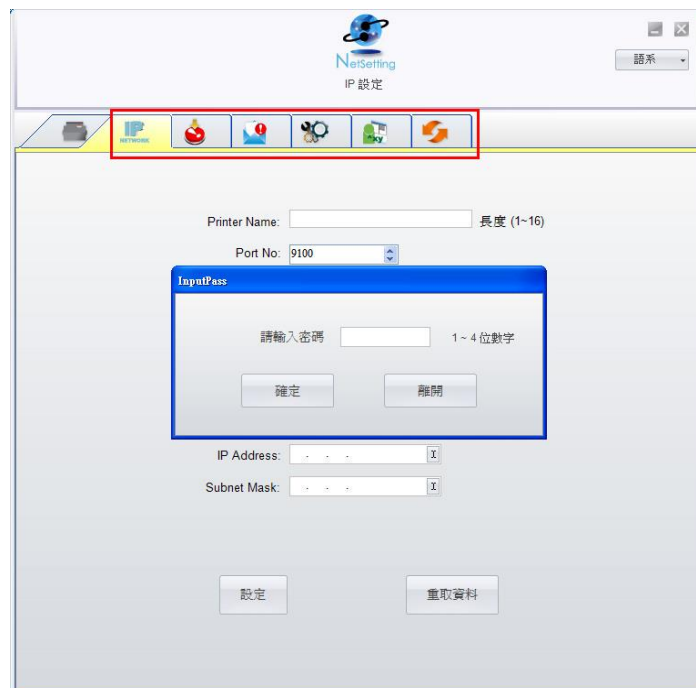 NetSetting
IP 設定
語系
IP
NETWORK
Printer Name:
長度 (1~16)
Port No: 9100
InputPass
請輸入密碼
1 ~ 4 位數字
確定
離開
IP Address: . . .
Subnet Mask: . . .
設定
重取資料